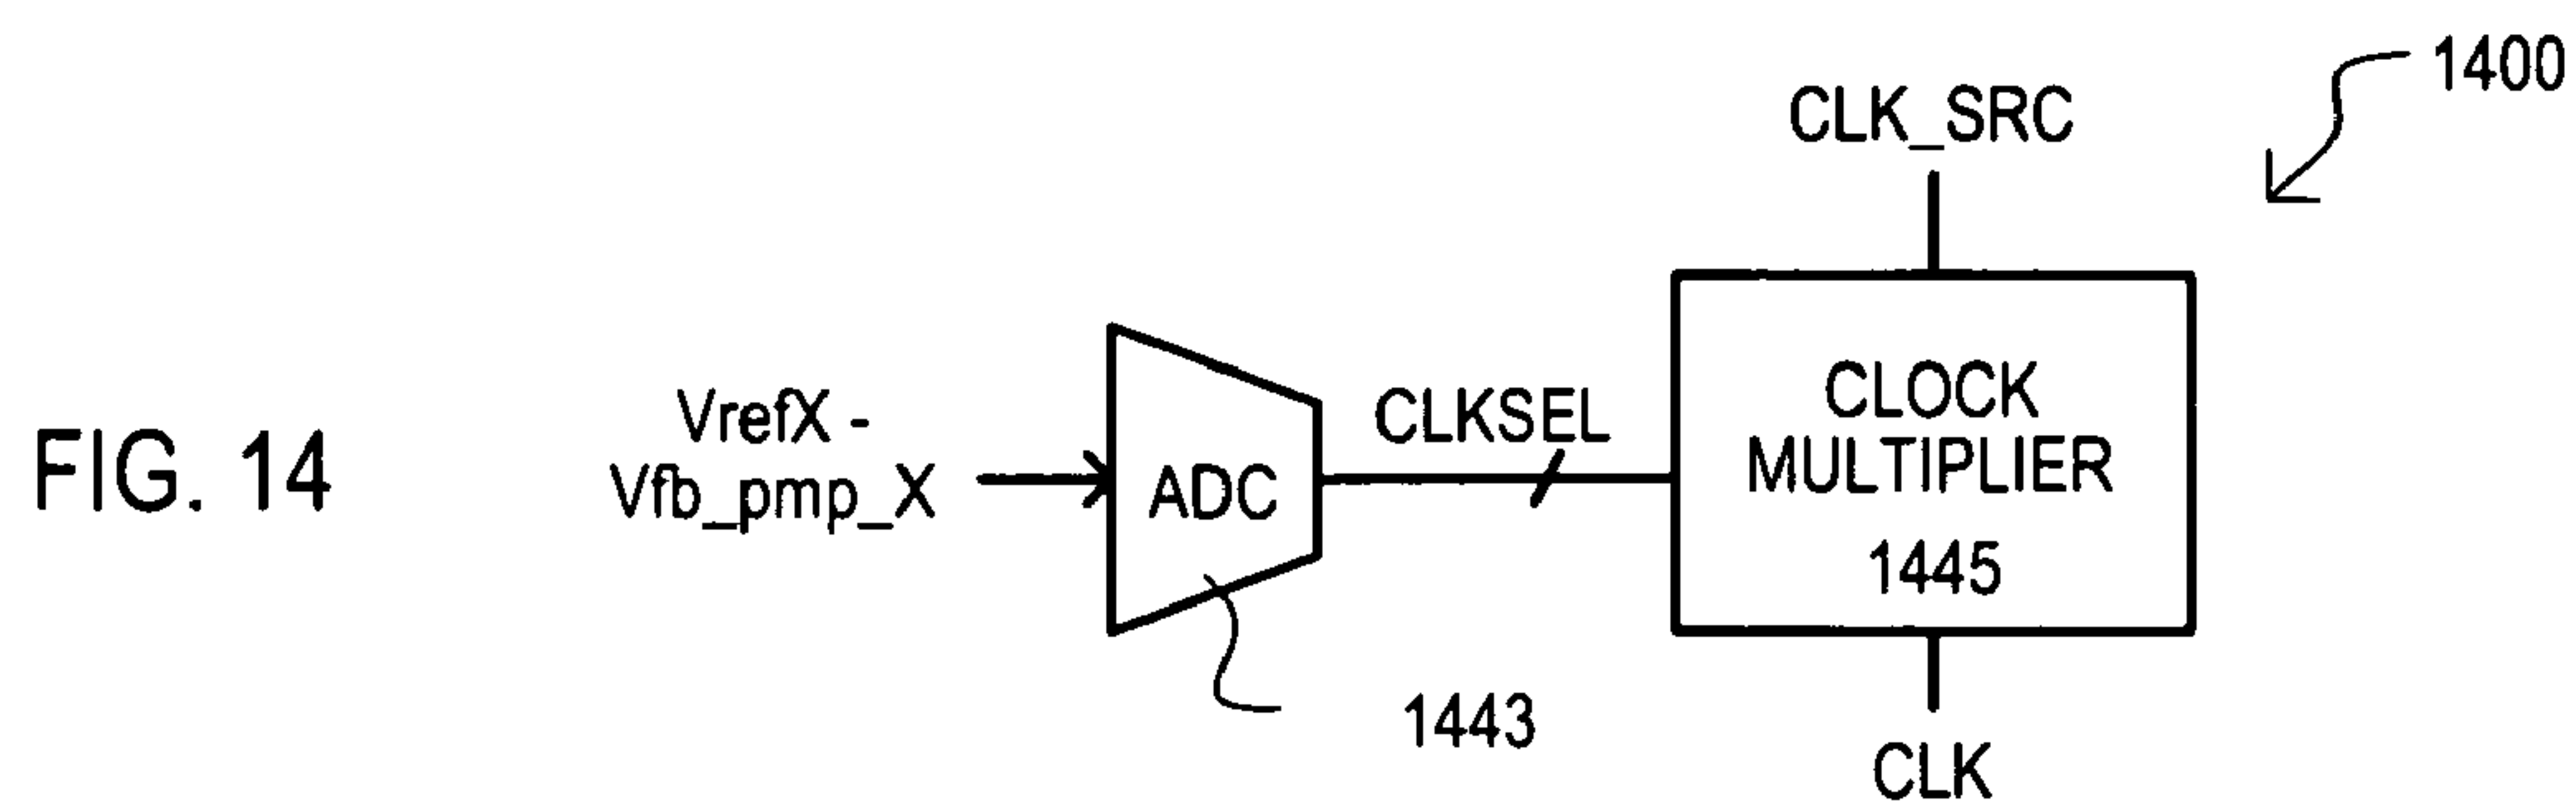 1400
CLK_SRC
FIG. 14
VrefX -
Vfb_pmp_X
ADC
CLKSEL
CLOCK
MULTIPLIER
1445
1443
CLK